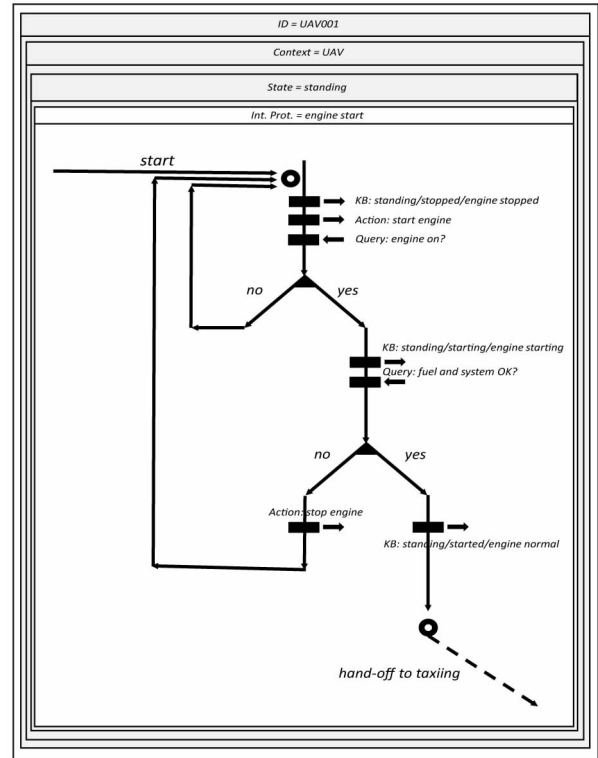 ID = UAV001
Context = UAV
State = standing
Int. Prot. = engine start
start
KB: standing/stopped/engine stopped
Action: start engine
Query: engine on?
no
yes
KB: standing/starting/engine starting
Query: fuel and system OK?
no
yes
Action: stop engine
KB: standing/started/engine normal
hand-off to taxiing